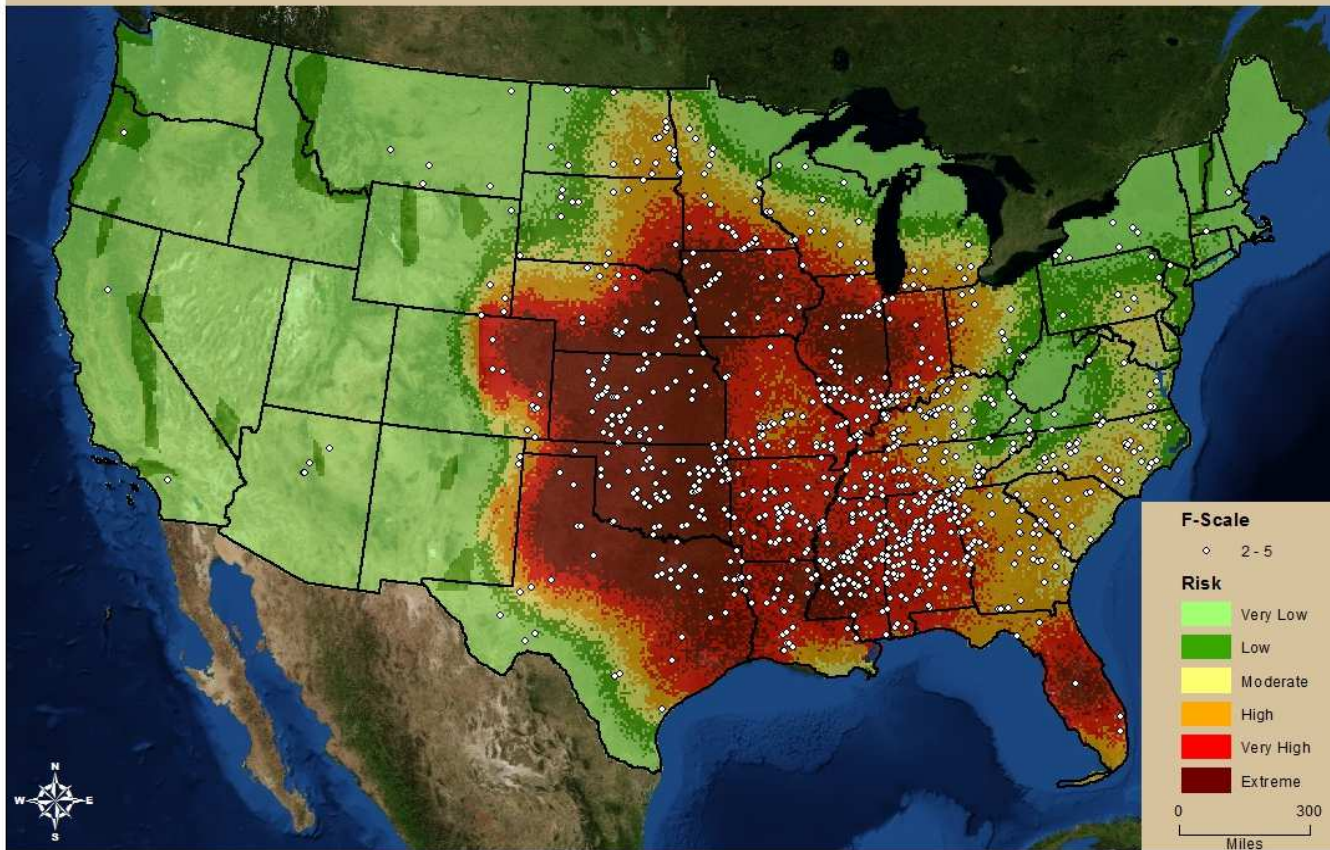 N
W E
S
F-Scale
2 - 5
Risk
Very Low
Low
Moderate
High
Very High
Extreme
0 300
Miles